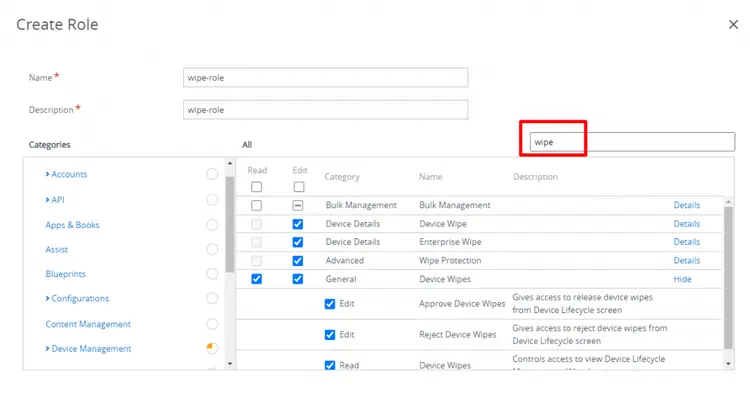 Create Role
Name *
wipe-role
Description *
wipe-role
Categories
All
wipe
Accounts
API
Apps & Books
Assist
Blueprints
Configurations
Content Management
Device Management
Read Edit Category Name Description
Bulk Management Bulk Management Details
Device Details Device Wipe Details
Device Details Enterprise Wipe Details
Advanced Wipe Protection Details
General Device Wipes Hide
Edit Approve Device Wipes Gives access to release device wipes
from Device Lifecycle screen
Edit Reject Device Wipes Gives access to reject device wipes from
Device Lifecycle screen
Read Device Wipes Controls access to view Device Lifecycle